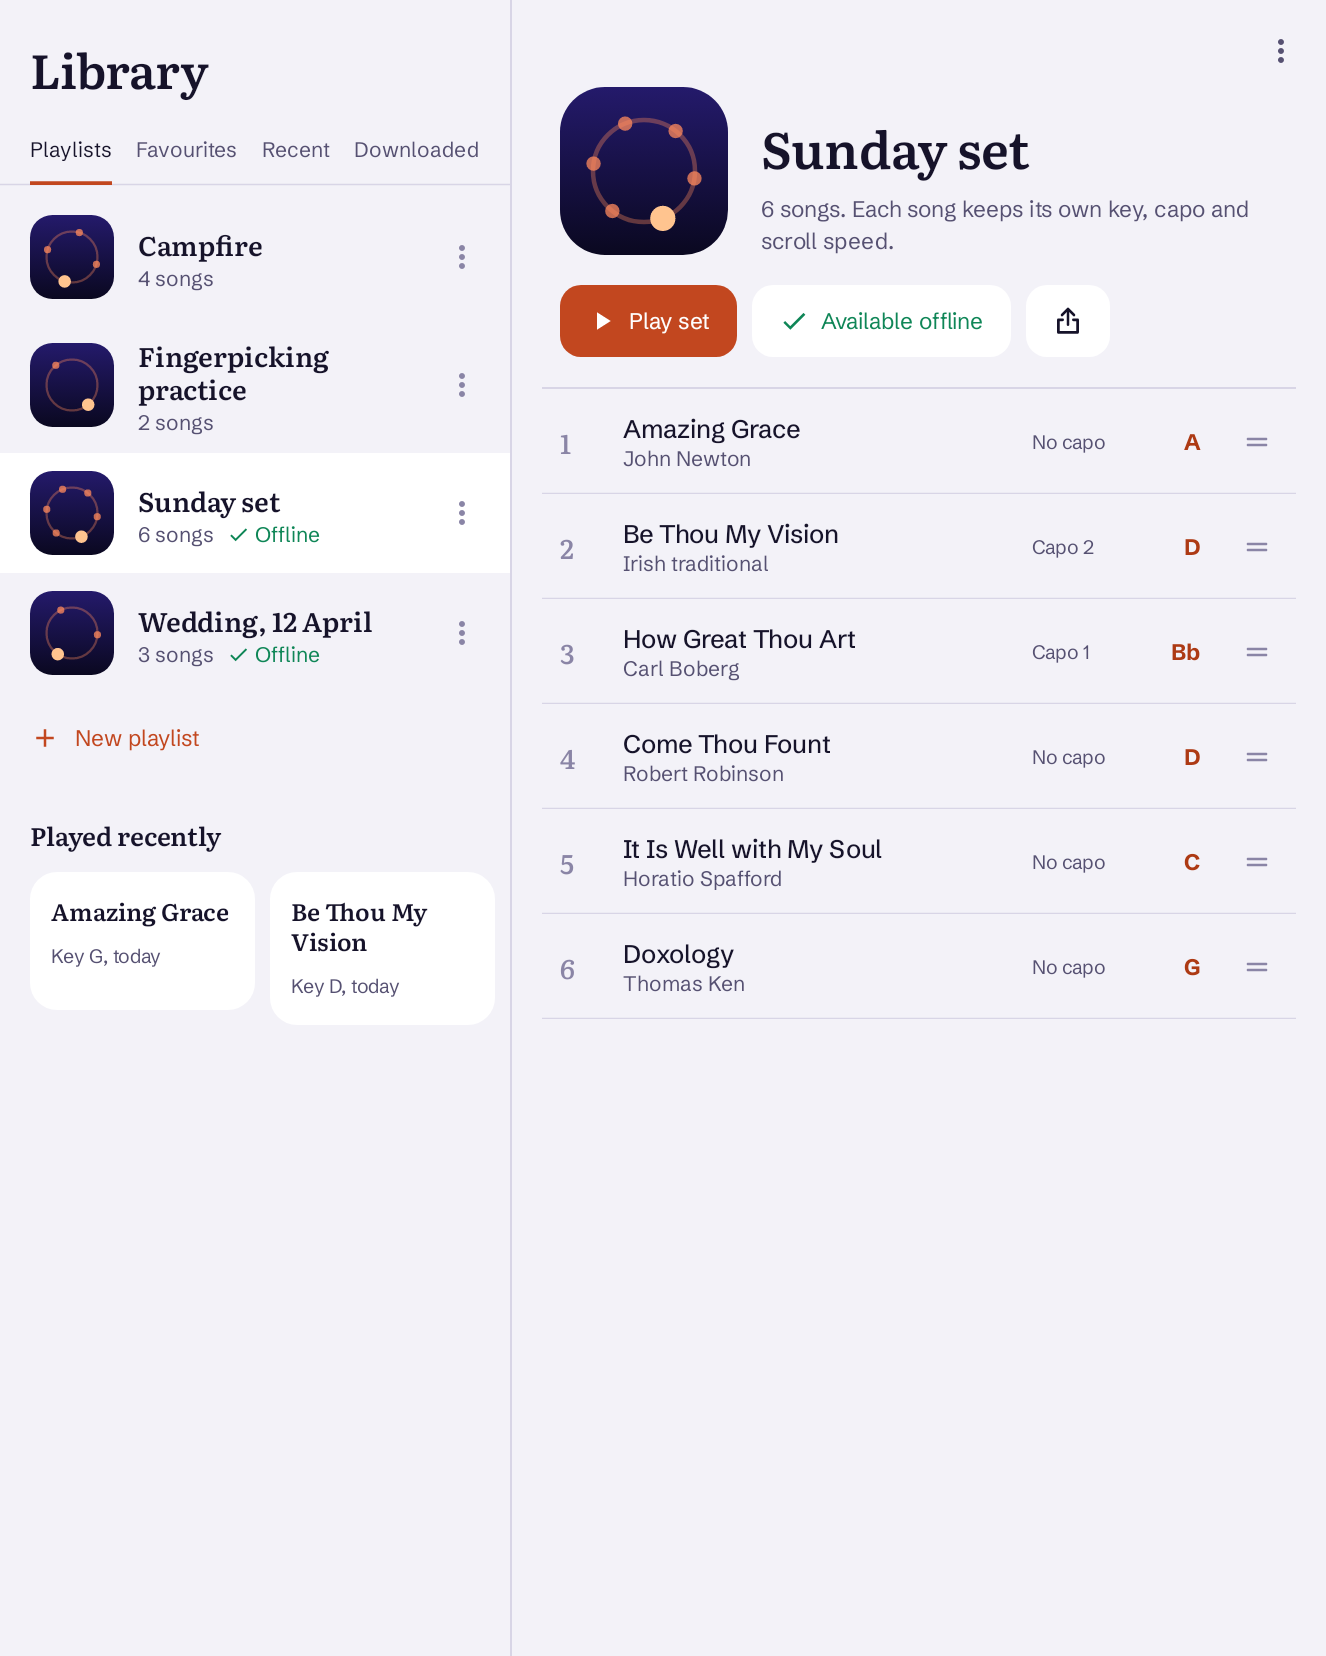 Library
Playlists Favourites Recent Downloaded
Campfire
4 songs
Fingerpicking
practice
2 songs
Sunday set
6 songs Offline
Wedding, 12 April
3 songs Offline
New playlist
Played recently
Amazing Grace
Key G, today
Be Thou My
Vision
Key D, today
Sunday set
6 songs. Each song keeps its own key, capo and
scroll speed.
Play set Available offline
1 Amazing Grace No capo A
John Newton
2 Be Thou My Vision Capo 2 D
Irish traditional
3 How Great Thou Art Capo 1 Bb
Carl Boberg
4 Come Thou Fount No capo D
Robert Robinson
5 It Is Well with My Soul No capo C
Horatio Spafford
6 Doxology No capo G
Thomas Ken